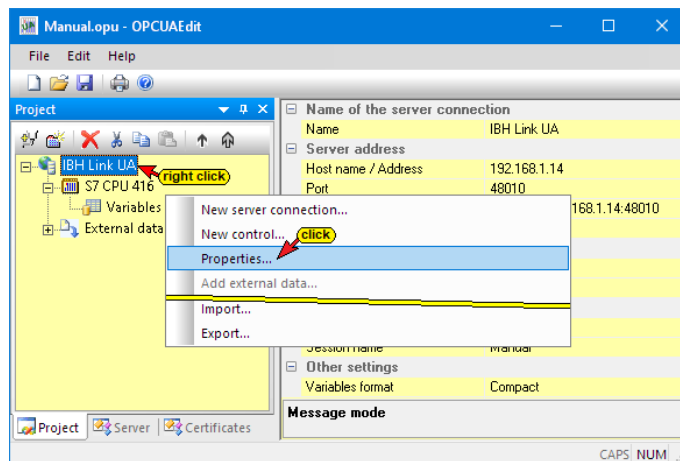 Manual.opu - OPCUAEdit
File Edit Help
Project
Name of the server connection
Name IBH Link UA
Server address
Host name / Address 192.168.1.14
Port 48010
168.1.14:48010
IBH Link UA
right click)
S7 CPU 416
Variables
External data
New server connection...
New control...
click)
Properties...
Add external data...
Import...
Export...
Session name Manual
Other settings
Variables format Compact
Message mode
Project Server Certificates
CAPS NUM